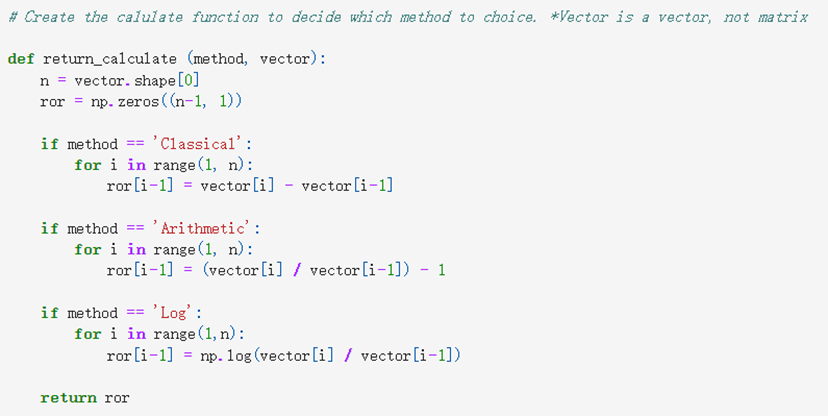 # Create the calulate function to decide which method to choice. *Vector is a vector, not matrix
def return_calculate (method, vector):
    n = vector.shape[0]
    ror = np.zeros((n-1, 1))
    if method == 'Classical':
        for i in range(1, n):
            ror[i-1] = vector[i] - vector[i-1]
    if method == 'Arithmetic':
        for i in range(1, n):
            ror[i-1] = (vector[i] / vector[i-1]) - 1
    if method == 'Log':
        for i in range(1,n):
            ror[i-1] = np.log(vector[i] / vector[i-1])
    return ror